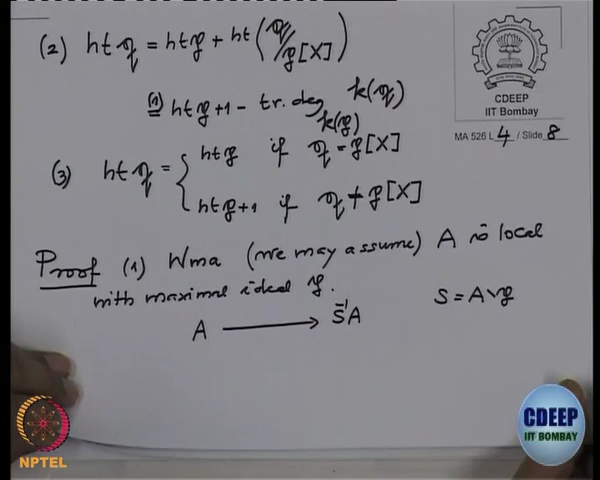 (2) ht 𝔮 = ht 𝔭 + ht (𝔮/𝔭[X])
(1)= ht 𝔭 + 1 - tr. deg_{k(𝔭)} k(𝔮)
(3) ht 𝔮 = { ht 𝔭 if 𝔮 = 𝔭[X]
ht 𝔭 + 1 if 𝔮 ≠ 𝔭[X]
Proof (1) Wma (we may assume) A is local
with maximal ideal 𝔭.
S = A∖𝔭
A ⟶ S⁻¹A
CDEEP
IIT Bombay
MA 526 L 4 / Slide 8
NPTEL
CDEEP
IIT BOMBAY